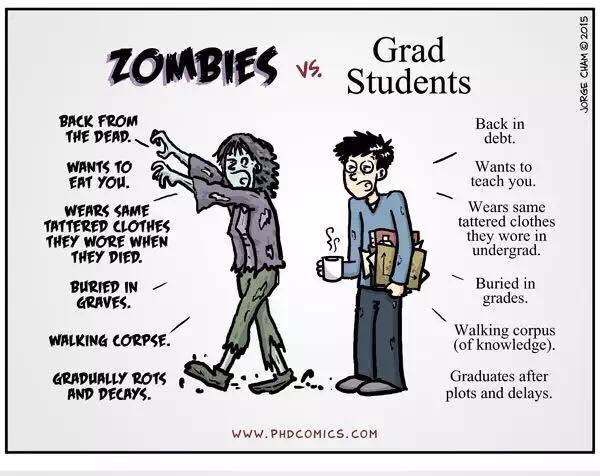 ZOMBIES vs. Grad Students
JORGE CHAM © 2015
BACK FROM
THE DEAD.
WANTS TO
EAT YOU.
WEARS SAME
TATTERED CLOTHES
THEY WORE WHEN
THEY DIED.
BURIED IN
GRAVES.
WALKING CORPSE.
GRADUALLY ROTS
AND DECAYS.
Back in
debt.
Wants to
teach you.
Wears same
tattered clothes
they wore in
undergrad.
Buried in
grades.
Walking corpus
(of knowledge).
Graduates after
plots and delays.
WWW.PHDCOMICS.COM